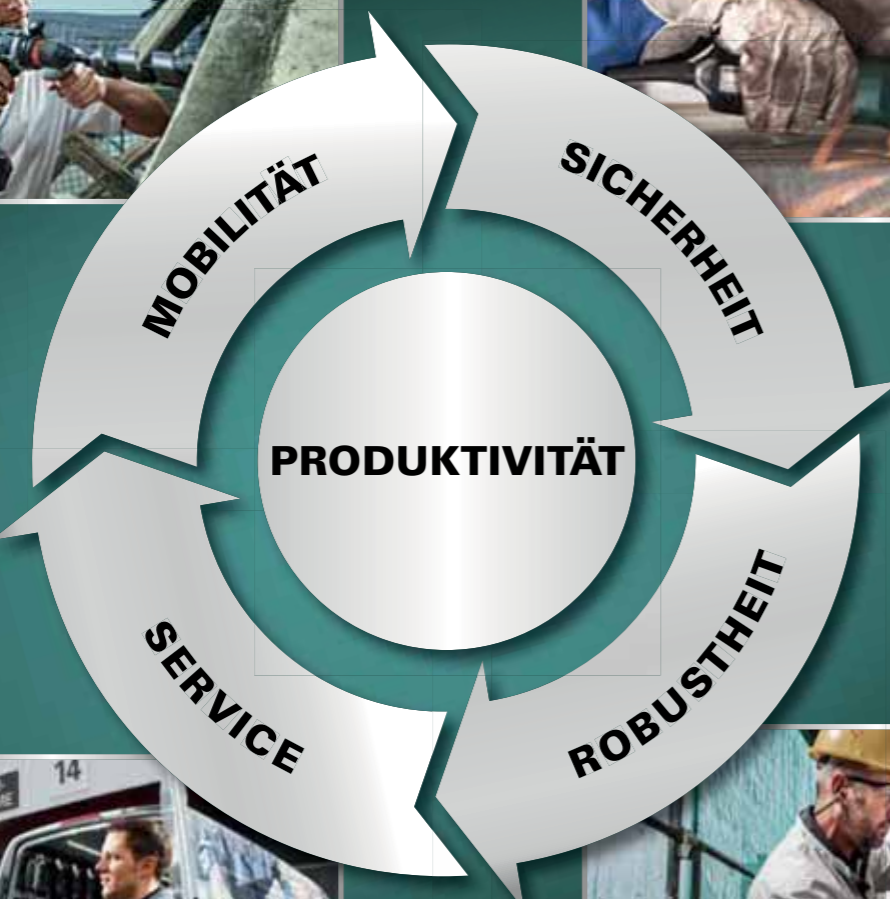 MOBILITÄT
SICHERHEIT
PRODUKTIVITÄT
SERVICE
ROBUSTHEIT
14